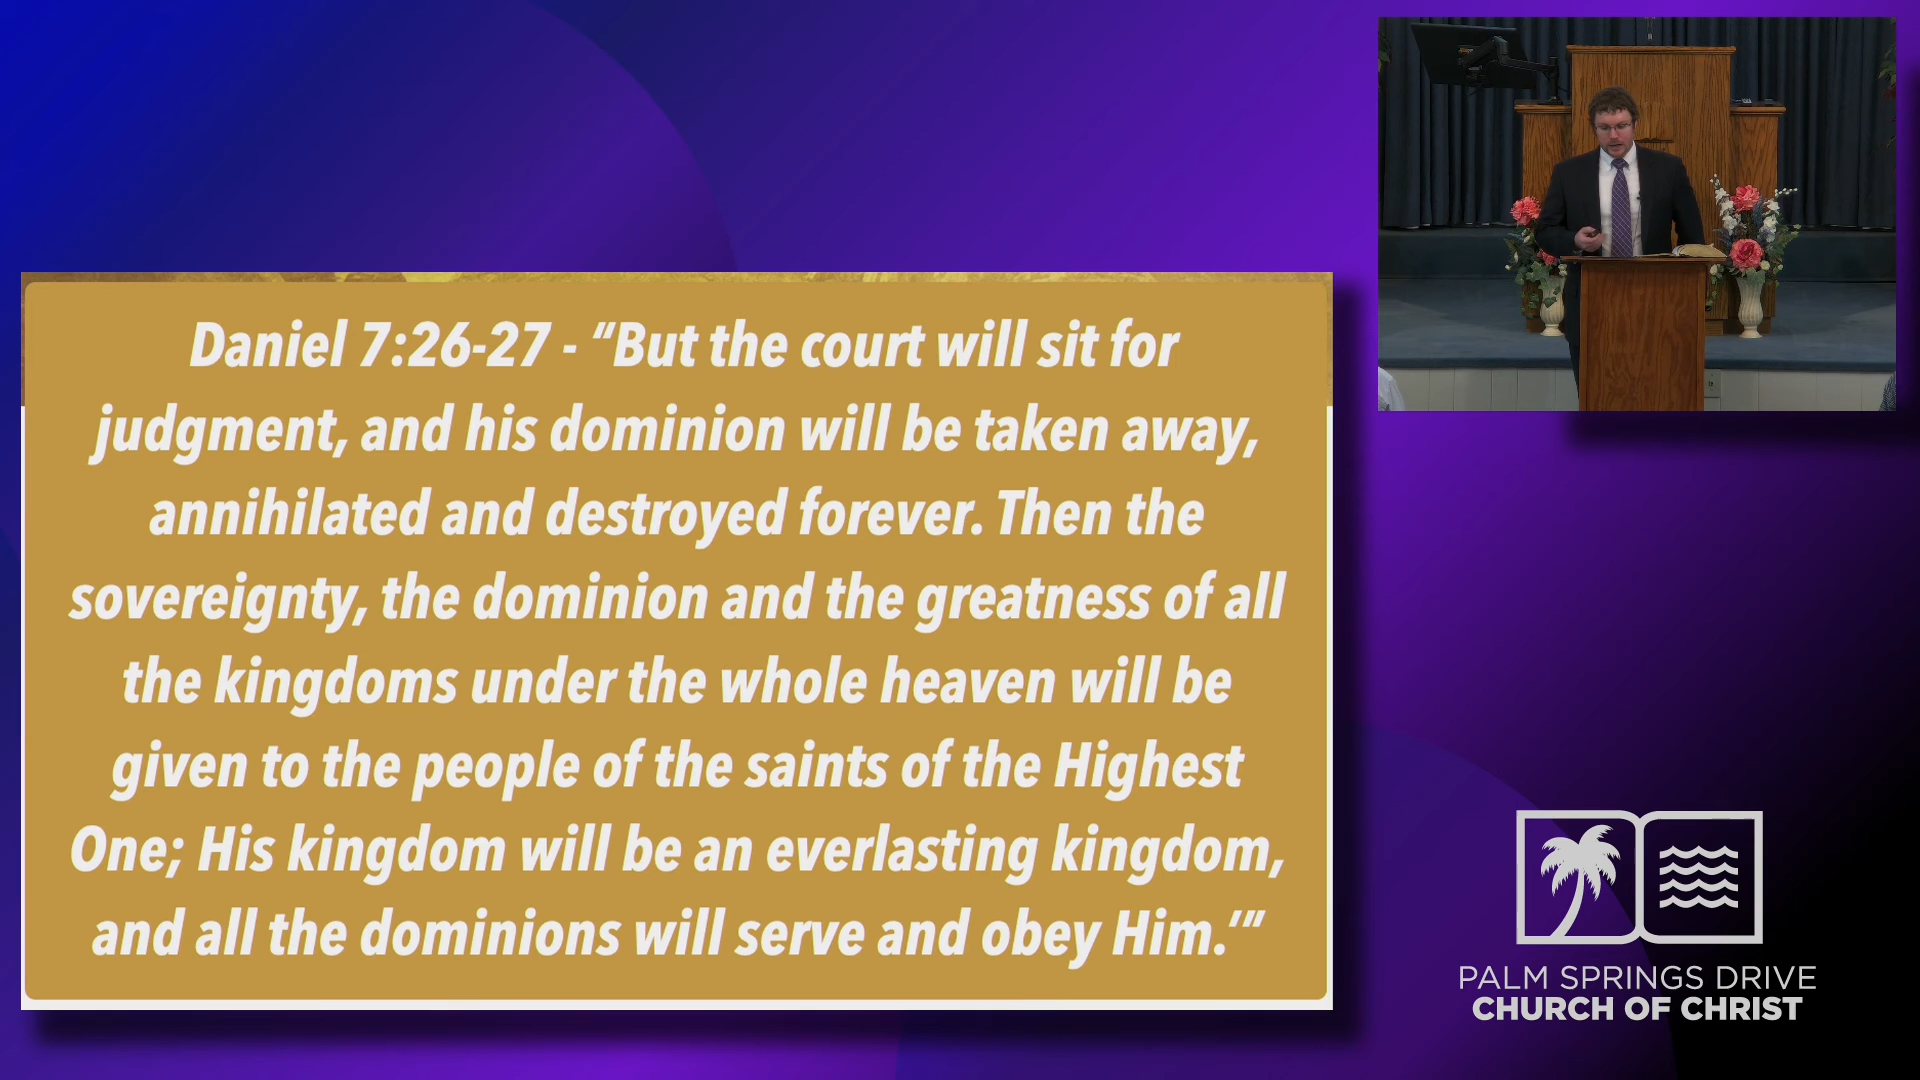 Daniel 7:26-27 - “But the court will sit for
judgment, and his dominion will be taken away,
annihilated and destroyed forever. Then the
sovereignty, the dominion and the greatness of all
the kingdoms under the whole heaven will be
given to the people of the saints of the Highest
One; His kingdom will be an everlasting kingdom,
and all the dominions will serve and obey Him.’”
PALM SPRINGS DRIVE
CHURCH OF CHRIST